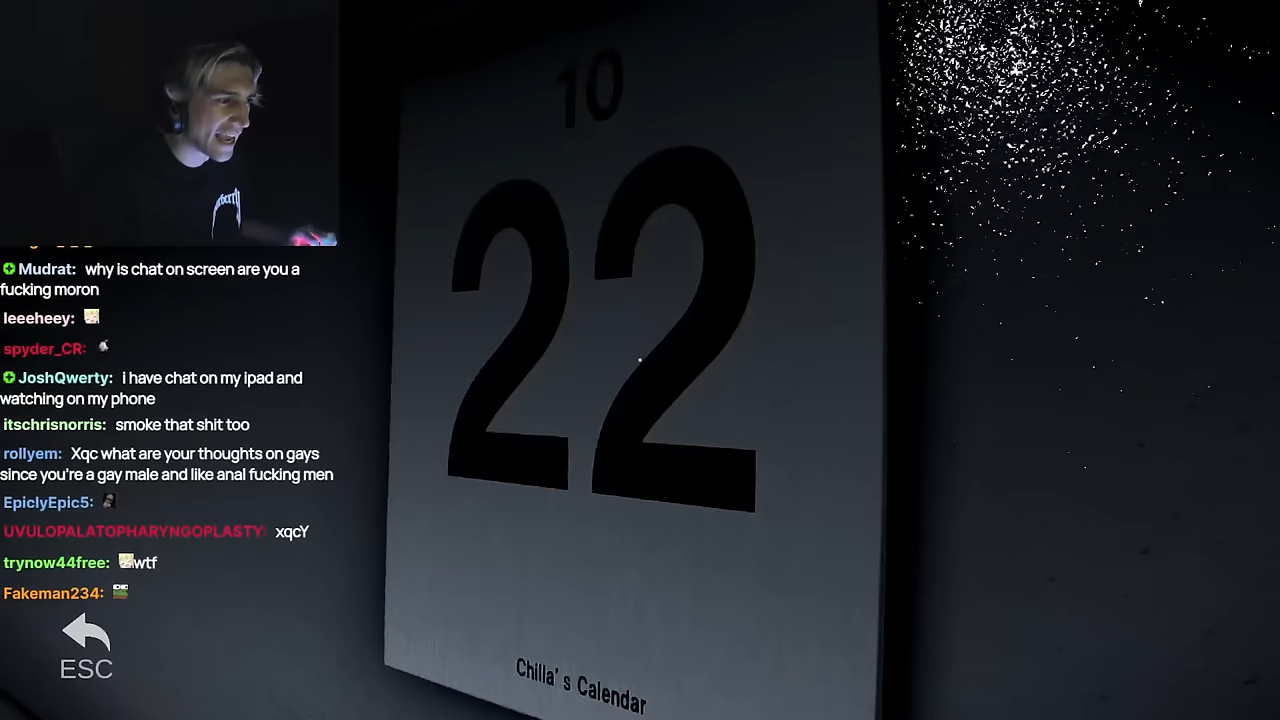 10
22
Mudrat: why is chat on screen are you a
fucking moron
leeeheey:
spyder_CR:
JoshQwerty: i have chat on my ipad and
watching on my phone
itschrisnorris: smoke that shit too
rollyem: Xqc what are your thoughts on gays
since you're a gay male and like anal fucking men
EpiclyEpic5:
UVULOPALATOPHARYNGOPLASTY: xqcY
trynow44free: wtf
Fakeman234:
ESC
Chilla's Calendar